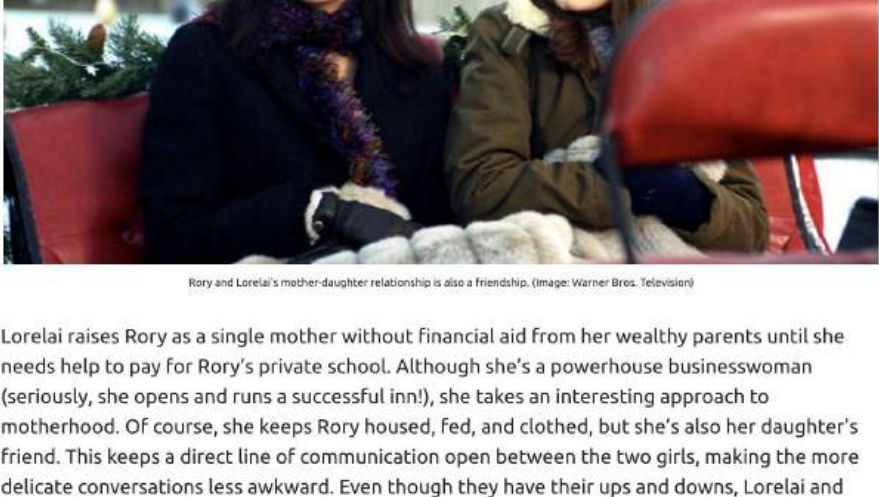 Rory and Lorelai's mother-daughter relationship is also a friendship. (Image: Warner Bros. Television)
Lorelai raises Rory as a single mother without financial aid from her wealthy parents until she
needs help to pay for Rory's private school. Although she's a powerhouse businesswoman
(seriously, she opens and runs a successful inn!), she takes an interesting approach to
motherhood. Of course, she keeps Rory housed, fed, and clothed, but she's also her daughter's
friend. This keeps a direct line of communication open between the two girls, making the more
delicate conversations less awkward. Even though they have their ups and downs, Lorelai and